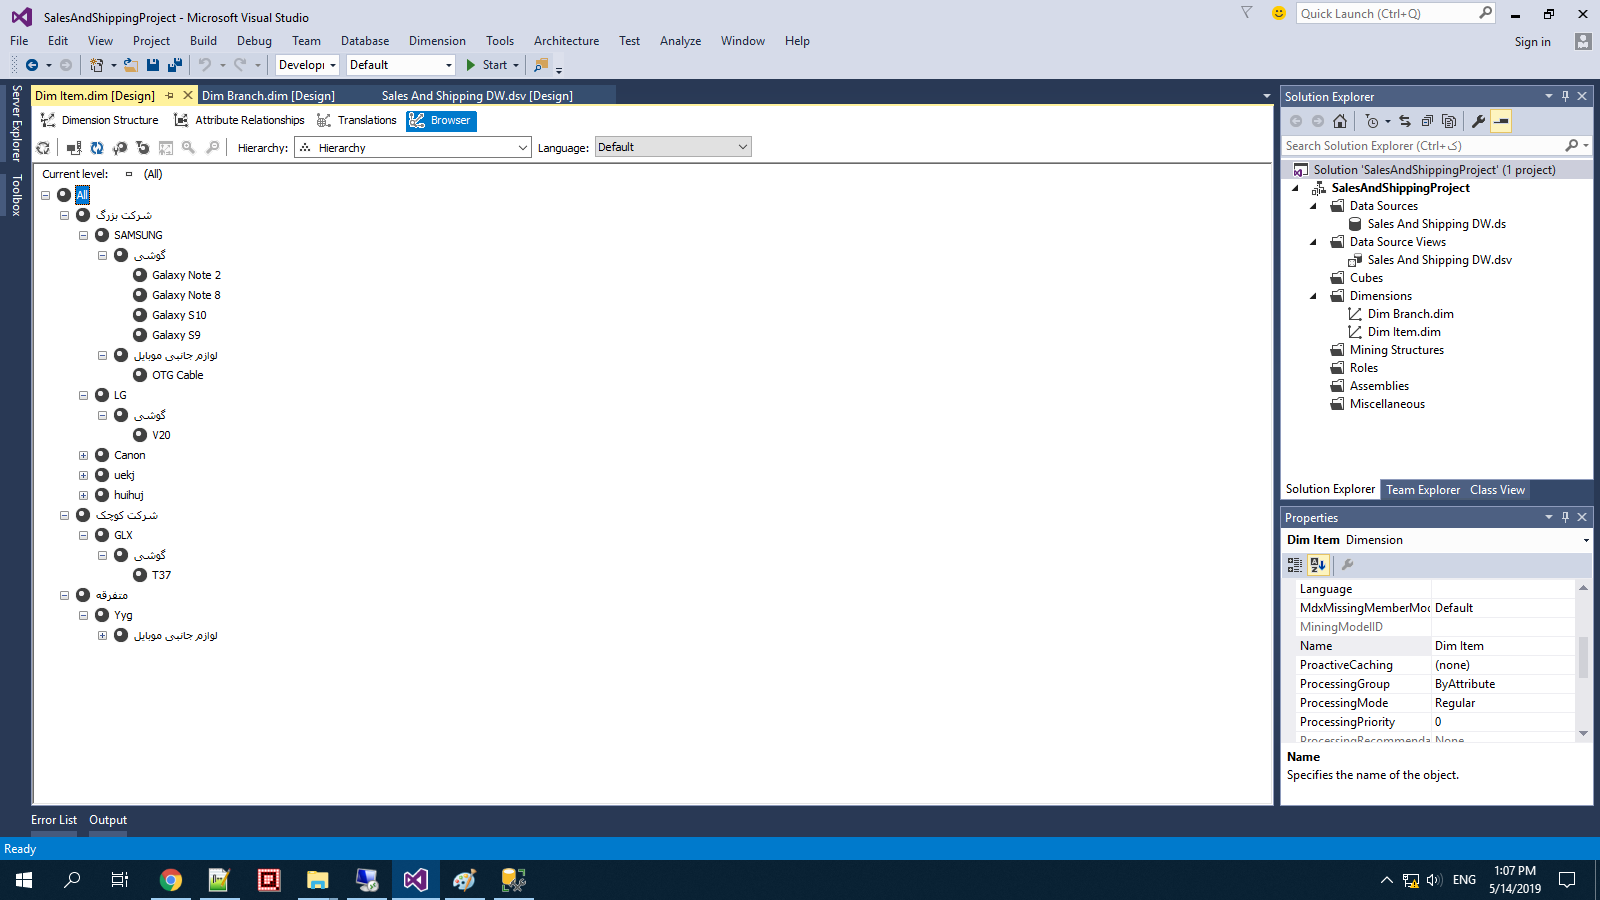 SalesAndShippingProject - Microsoft Visual Studio
Quick Launch (Ctrl+Q)
File Edit View Project Build Debug Team Database Dimension Tools Architecture Test Analyze Window Help
Sign in
Developi Default Start
Server Explorer
Toolbox
Dim Item.dim [Design] Dim Branch.dim [Design] Sales And Shipping DW.dsv [Design]
Dimension Structure Attribute Relationships Translations Browser
Hierarchy: Hierarchy Language: Default
Current level: (All)
All
شرکت بزرگ
SAMSUNG
گوشی
Galaxy Note 2
Galaxy Note 8
Galaxy S10
Galaxy S9
لوازم جانبی موبایل
OTG Cable
LG
گوشی
V20
Canon
uekj
huihuj
شرکت کوچک
GLX
گوشی
T37
متفرقه
Yyg
لوازم جانبی موبایل
Solution Explorer
Search Solution Explorer (Ctrl+ک)
Solution 'SalesAndShippingProject' (1 project)
SalesAndShippingProject
Data Sources
Sales And Shipping DW.ds
Data Source Views
Sales And Shipping DW.dsv
Cubes
Dimensions
Dim Branch.dim
Dim Item.dim
Mining Structures
Roles
Assemblies
Miscellaneous
Solution Explorer Team Explorer Class View
Properties
Dim Item Dimension
Language
MdxMissingMemberMod Default
MiningModelID
Name Dim Item
ProactiveCaching (none)
ProcessingGroup ByAttribute
ProcessingMode Regular
ProcessingPriority 0
ProcessingRecommenda None
Name
Specifies the name of the object.
Error List Output
Ready
ENG
1:07 PM
5/14/2019